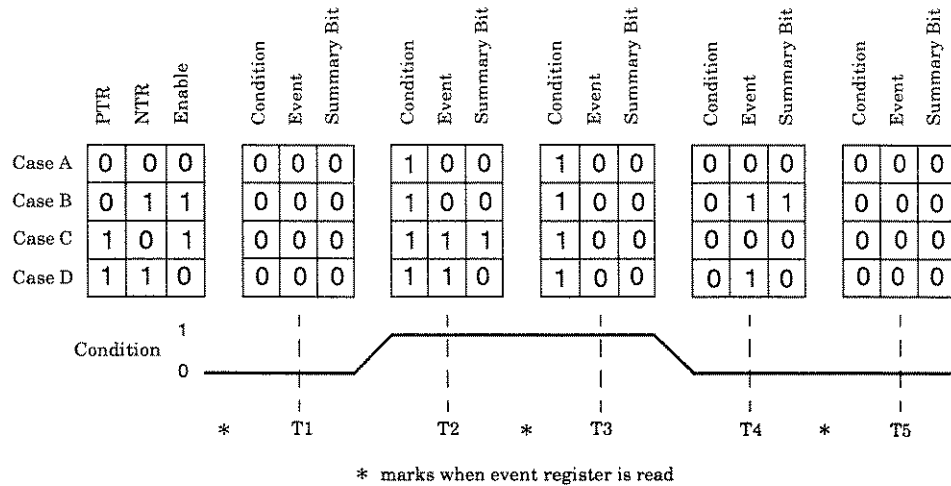 PTR NTR Enable Condition Event Summary Bit Condition Event Summary Bit Condition Event Summary Bit Condition Event Summary Bit Condition Event Summary Bit
Case A 0 0 0 0 0 0 1 0 0 1 0 0 0 0 0 0 0 0
Case B 0 1 1 0 0 0 1 0 0 1 0 0 0 1 1 0 0 0
Case C 1 0 1 0 0 0 1 1 1 1 0 0 0 0 0 0 0 0
Case D 1 1 0 0 0 0 1 1 0 1 0 0 0 1 0 0 0 0
1
Condition
0
* T1 T2 * T3 T4 * T5
* marks when event register is read